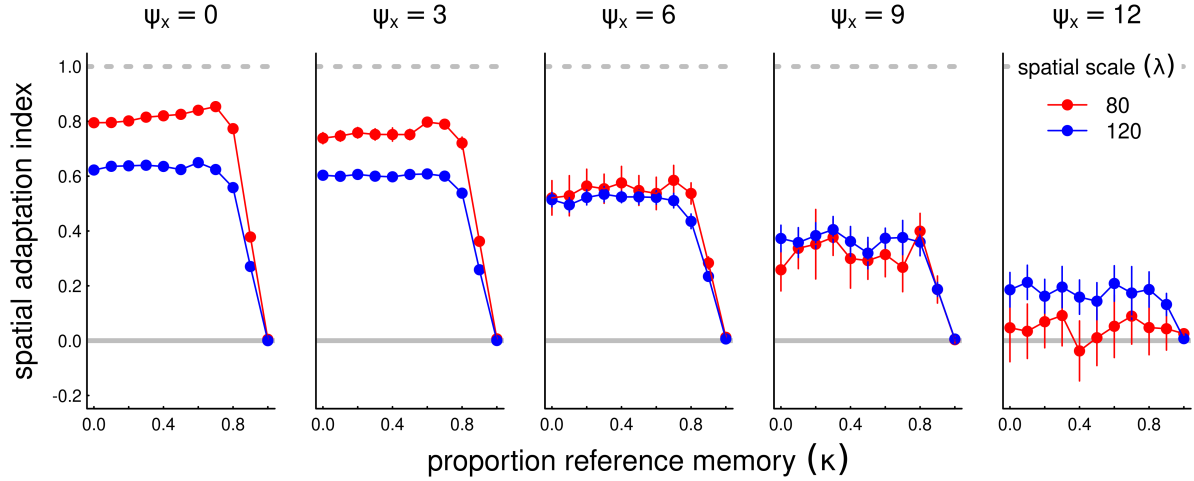 ψx = 0
ψx = 3
ψx = 6
ψx = 9
ψx = 12
spatial adaptation index
1.0
0.8
0.6
0.4
0.2
0.0
-0.2
spatial scale (λ)
80
120
0.0 0.4 0.8
0.0 0.4 0.8
0.0 0.4 0.8
0.0 0.4 0.8
0.0 0.4 0.8
proportion reference memory (κ)